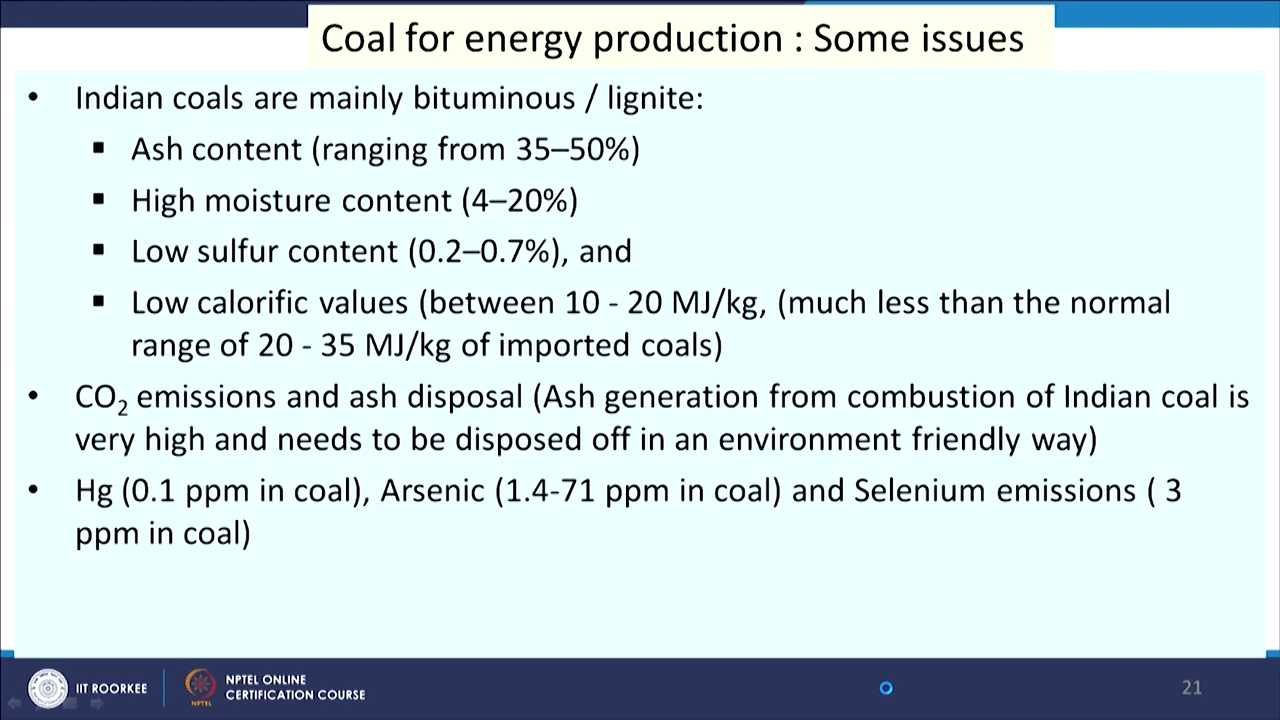 Coal for energy production : Some issues
• Indian coals are mainly bituminous / lignite:
▪ Ash content (ranging from 35–50%)
▪ High moisture content (4–20%)
▪ Low sulfur content (0.2–0.7%), and
▪ Low calorific values (between 10 - 20 MJ/kg, (much less than the normal
range of 20 - 35 MJ/kg of imported coals)
• CO₂ emissions and ash disposal (Ash generation from combustion of Indian coal is
very high and needs to be disposed off in an environment friendly way)
• Hg (0.1 ppm in coal), Arsenic (1.4-71 ppm in coal) and Selenium emissions ( 3
ppm in coal)
IIT ROORKEE
NPTEL
NPTEL ONLINE
CERTIFICATION COURSE
21